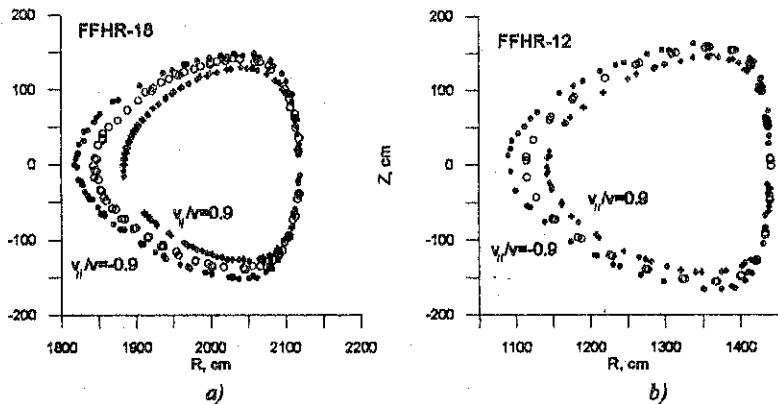 FFHR-18
200
100
0
-100
-200
v||/v=0.9
v||/v=-0.9
1800 1900 2000 2100 2200
R, cm
a)
Z, cm
FFHR-12
200
100
0
-100
-200
v||/v=0.9
v||/v=-0.9
1100 1200 1300 1400
R, cm
b)